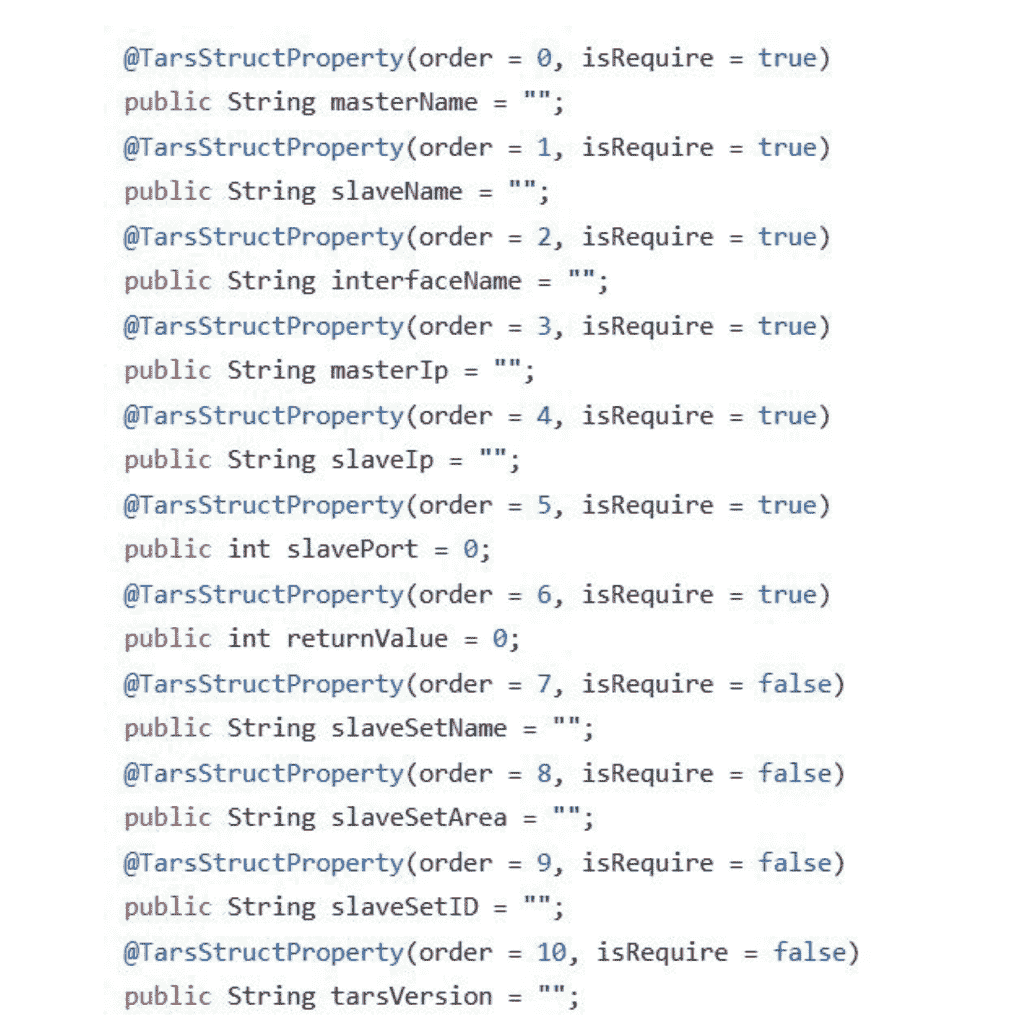 @TarsStructProperty(order = 0, isRequire = true)
public String masterName = "";
@TarsStructProperty(order = 1, isRequire = true)
public String slaveName = "";
@TarsStructProperty(order = 2, isRequire = true)
public String interfaceName = "";
@TarsStructProperty(order = 3, isRequire = true)
public String masterIp = "";
@TarsStructProperty(order = 4, isRequire = true)
public String slaveIp = "";
@TarsStructProperty(order = 5, isRequire = true)
public int slavePort = 0;
@TarsStructProperty(order = 6, isRequire = true)
public int returnValue = 0;
@TarsStructProperty(order = 7, isRequire = false)
public String slaveSetName = "";
@TarsStructProperty(order = 8, isRequire = false)
public String slaveSetArea = "";
@TarsStructProperty(order = 9, isRequire = false)
public String slaveSetID = "";
@TarsStructProperty(order = 10, isRequire = false)
public String tarsVersion = "";